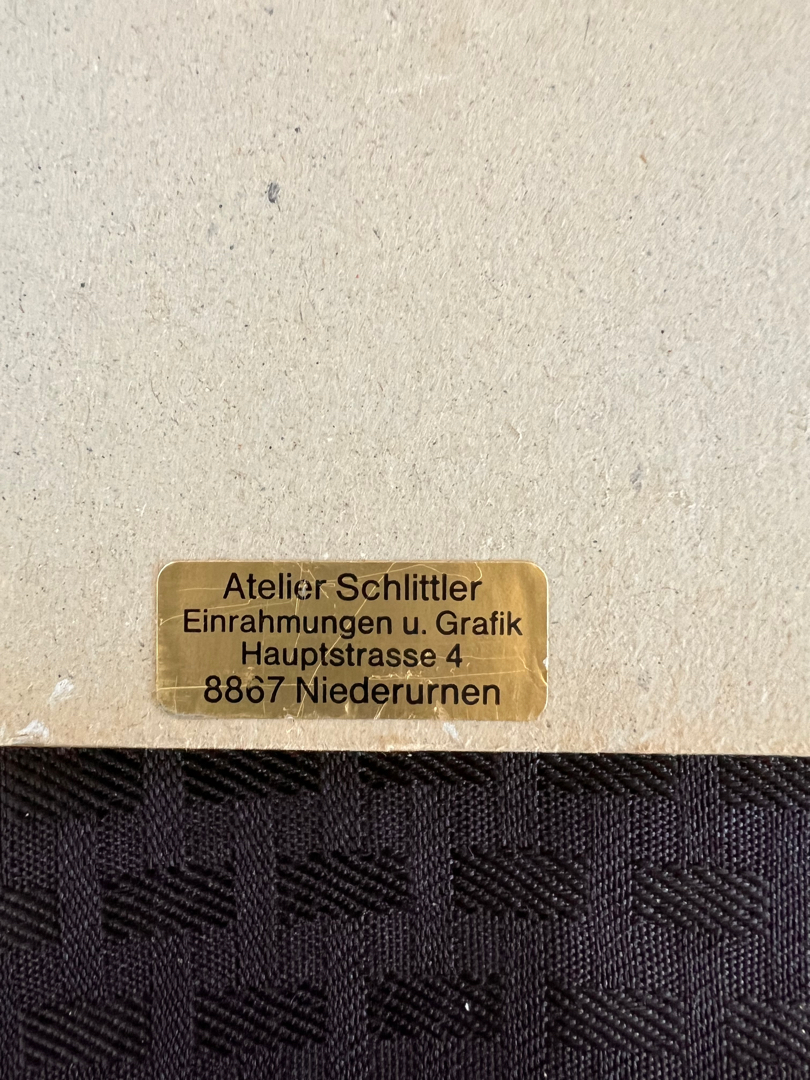 Atelier Schlittler
Einrahmungen u. Grafik
Hauptstrasse 4
8867 Niederurnen